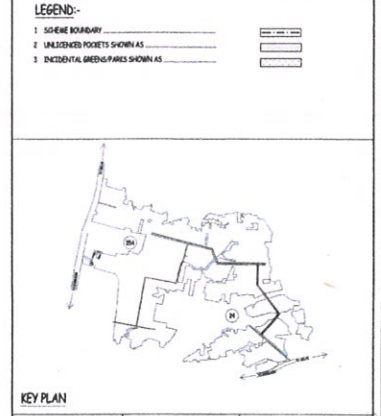 LEGEND:-
1 SCHEME BOUNDARY
2 UNLICENCED POCKETS SHOWN AS
3 INCIDENTAL GREENS/PARKS SHOWN AS
KEY PLAN